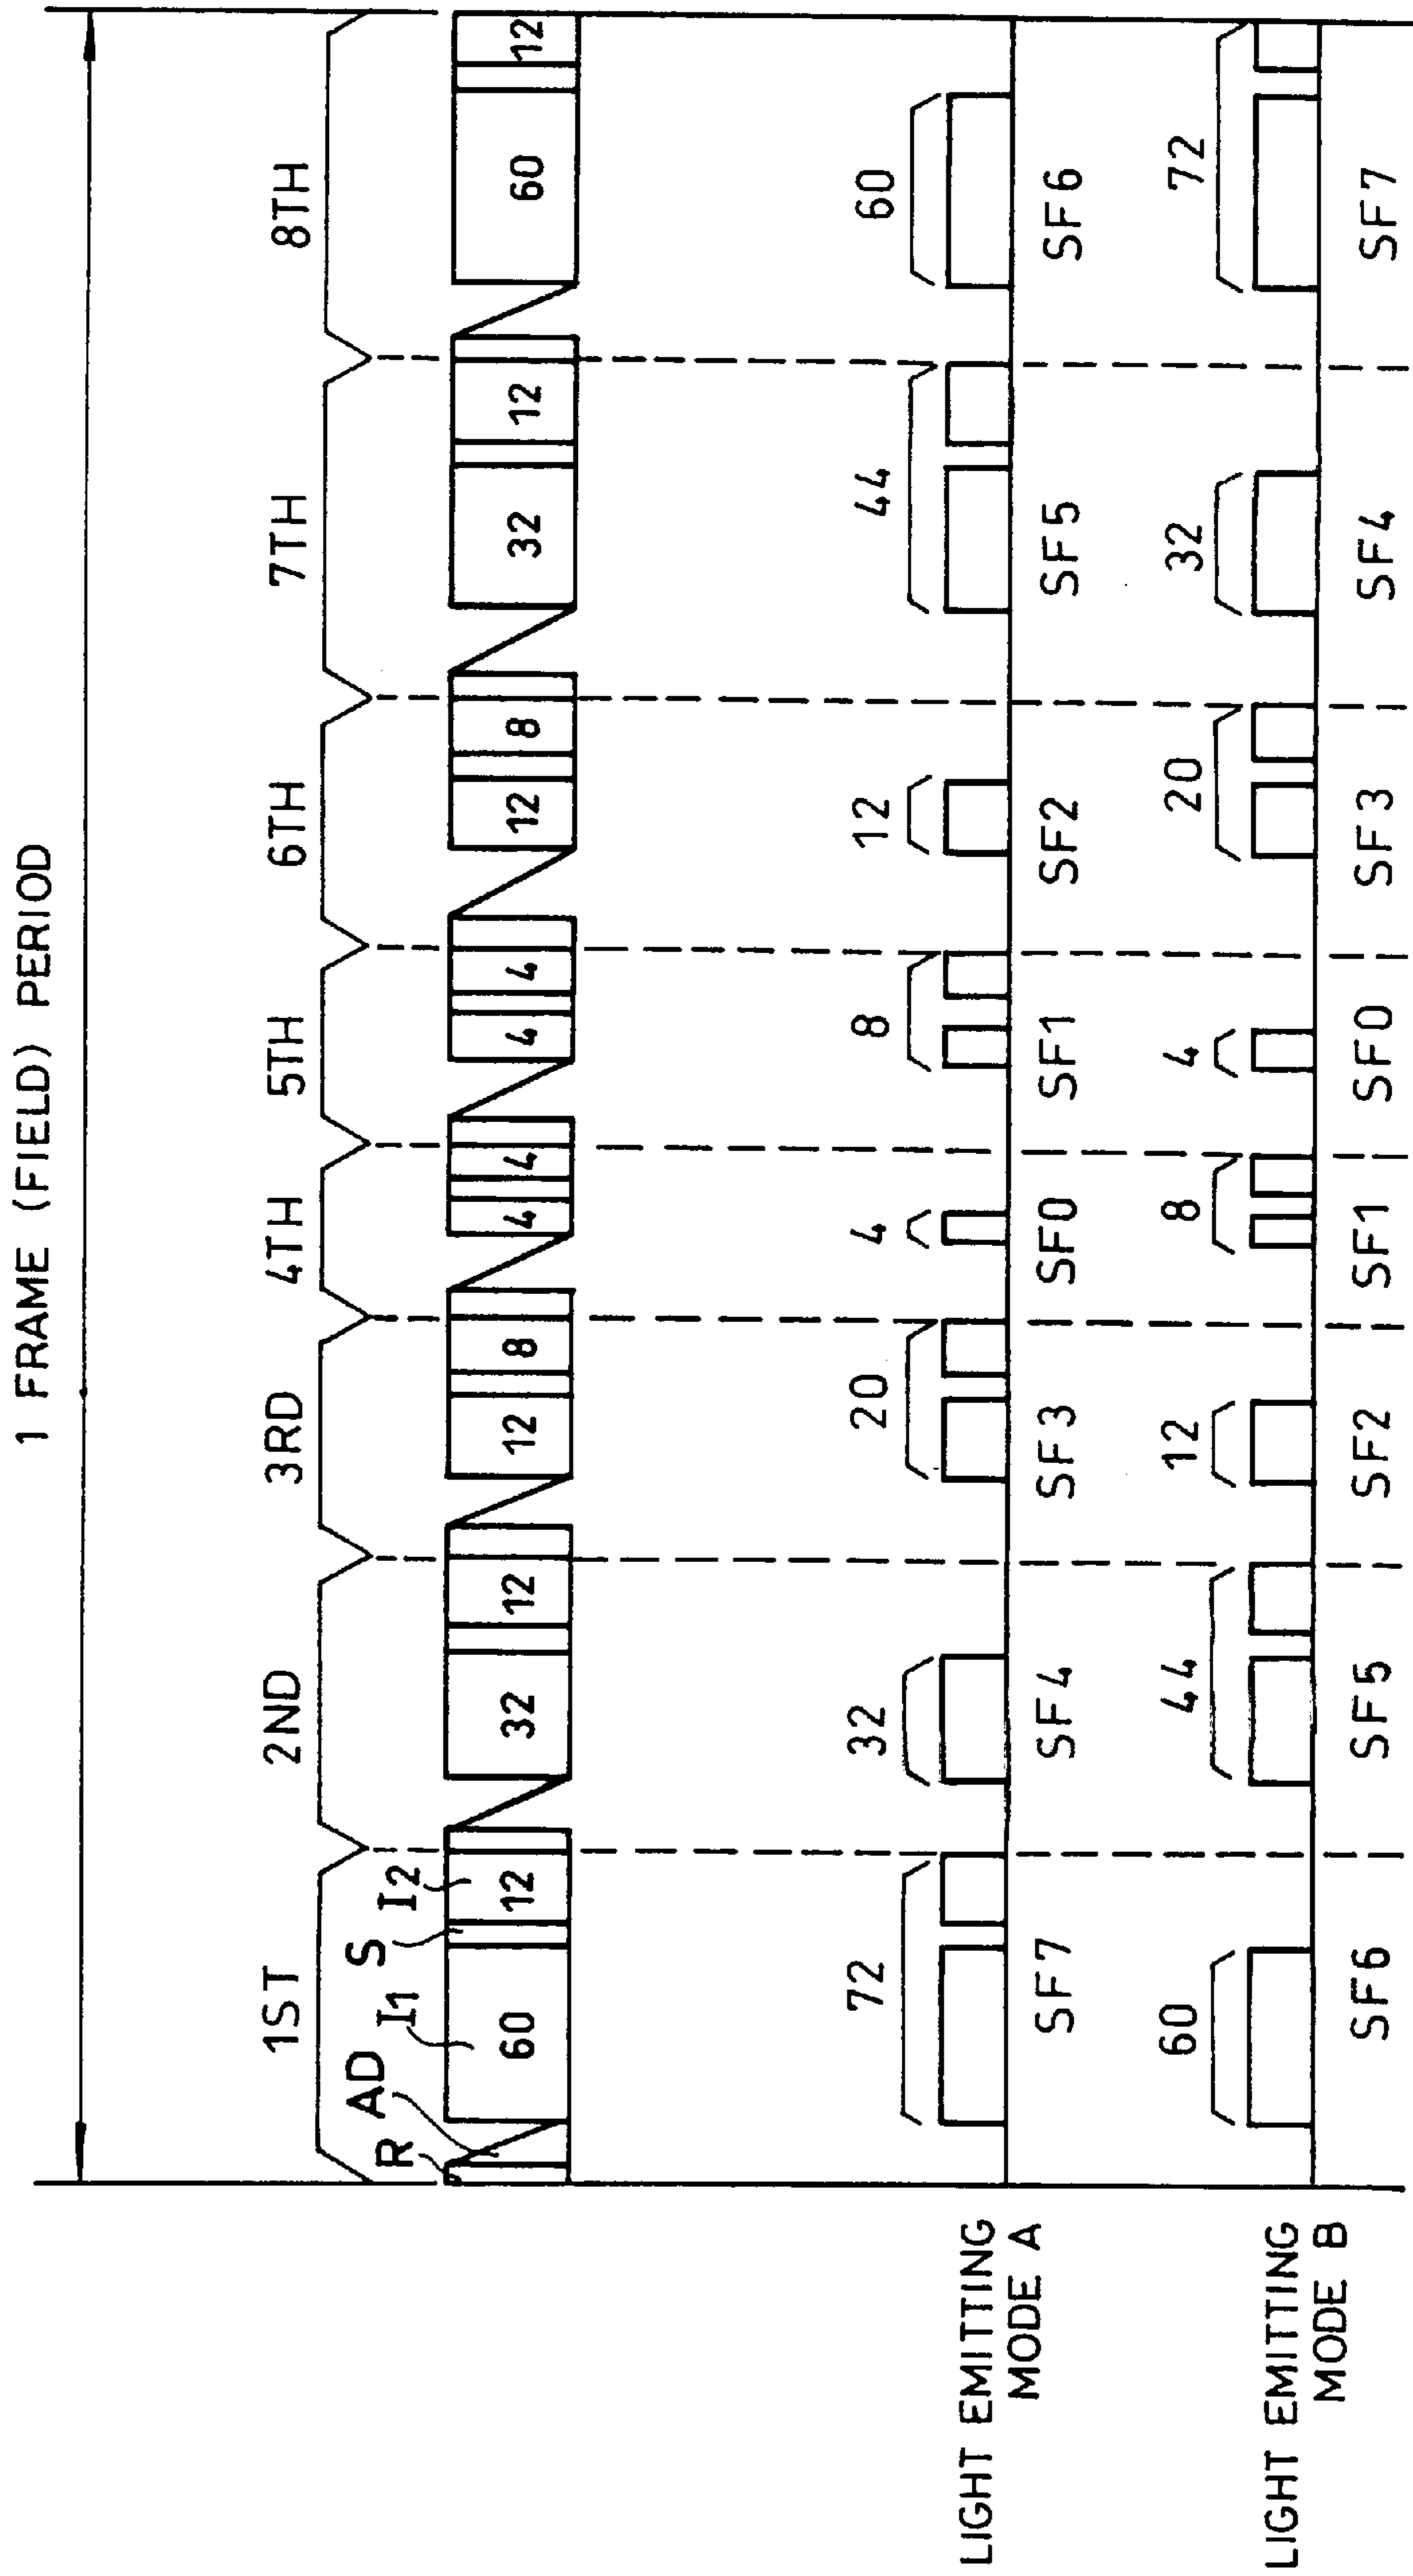 1 FRAME (FIELD) PERIOD
1ST 2ND 3RD 4TH 5TH 6TH 7TH 8TH
R AD I1 S I2
60 12 32 12 12 8 4 4 4 4 12 8 32 12 60 12
72 32 20 4 8 12 44 60
LIGHT EMITTING
MODE A
SF7 SF4 SF3 SF0 SF1 SF2 SF5 SF6
60 44 12 8 4 20 32 72
LIGHT EMITTING
MODE B
SF6 SF5 SF2 SF1 SF0 SF3 SF4 SF7